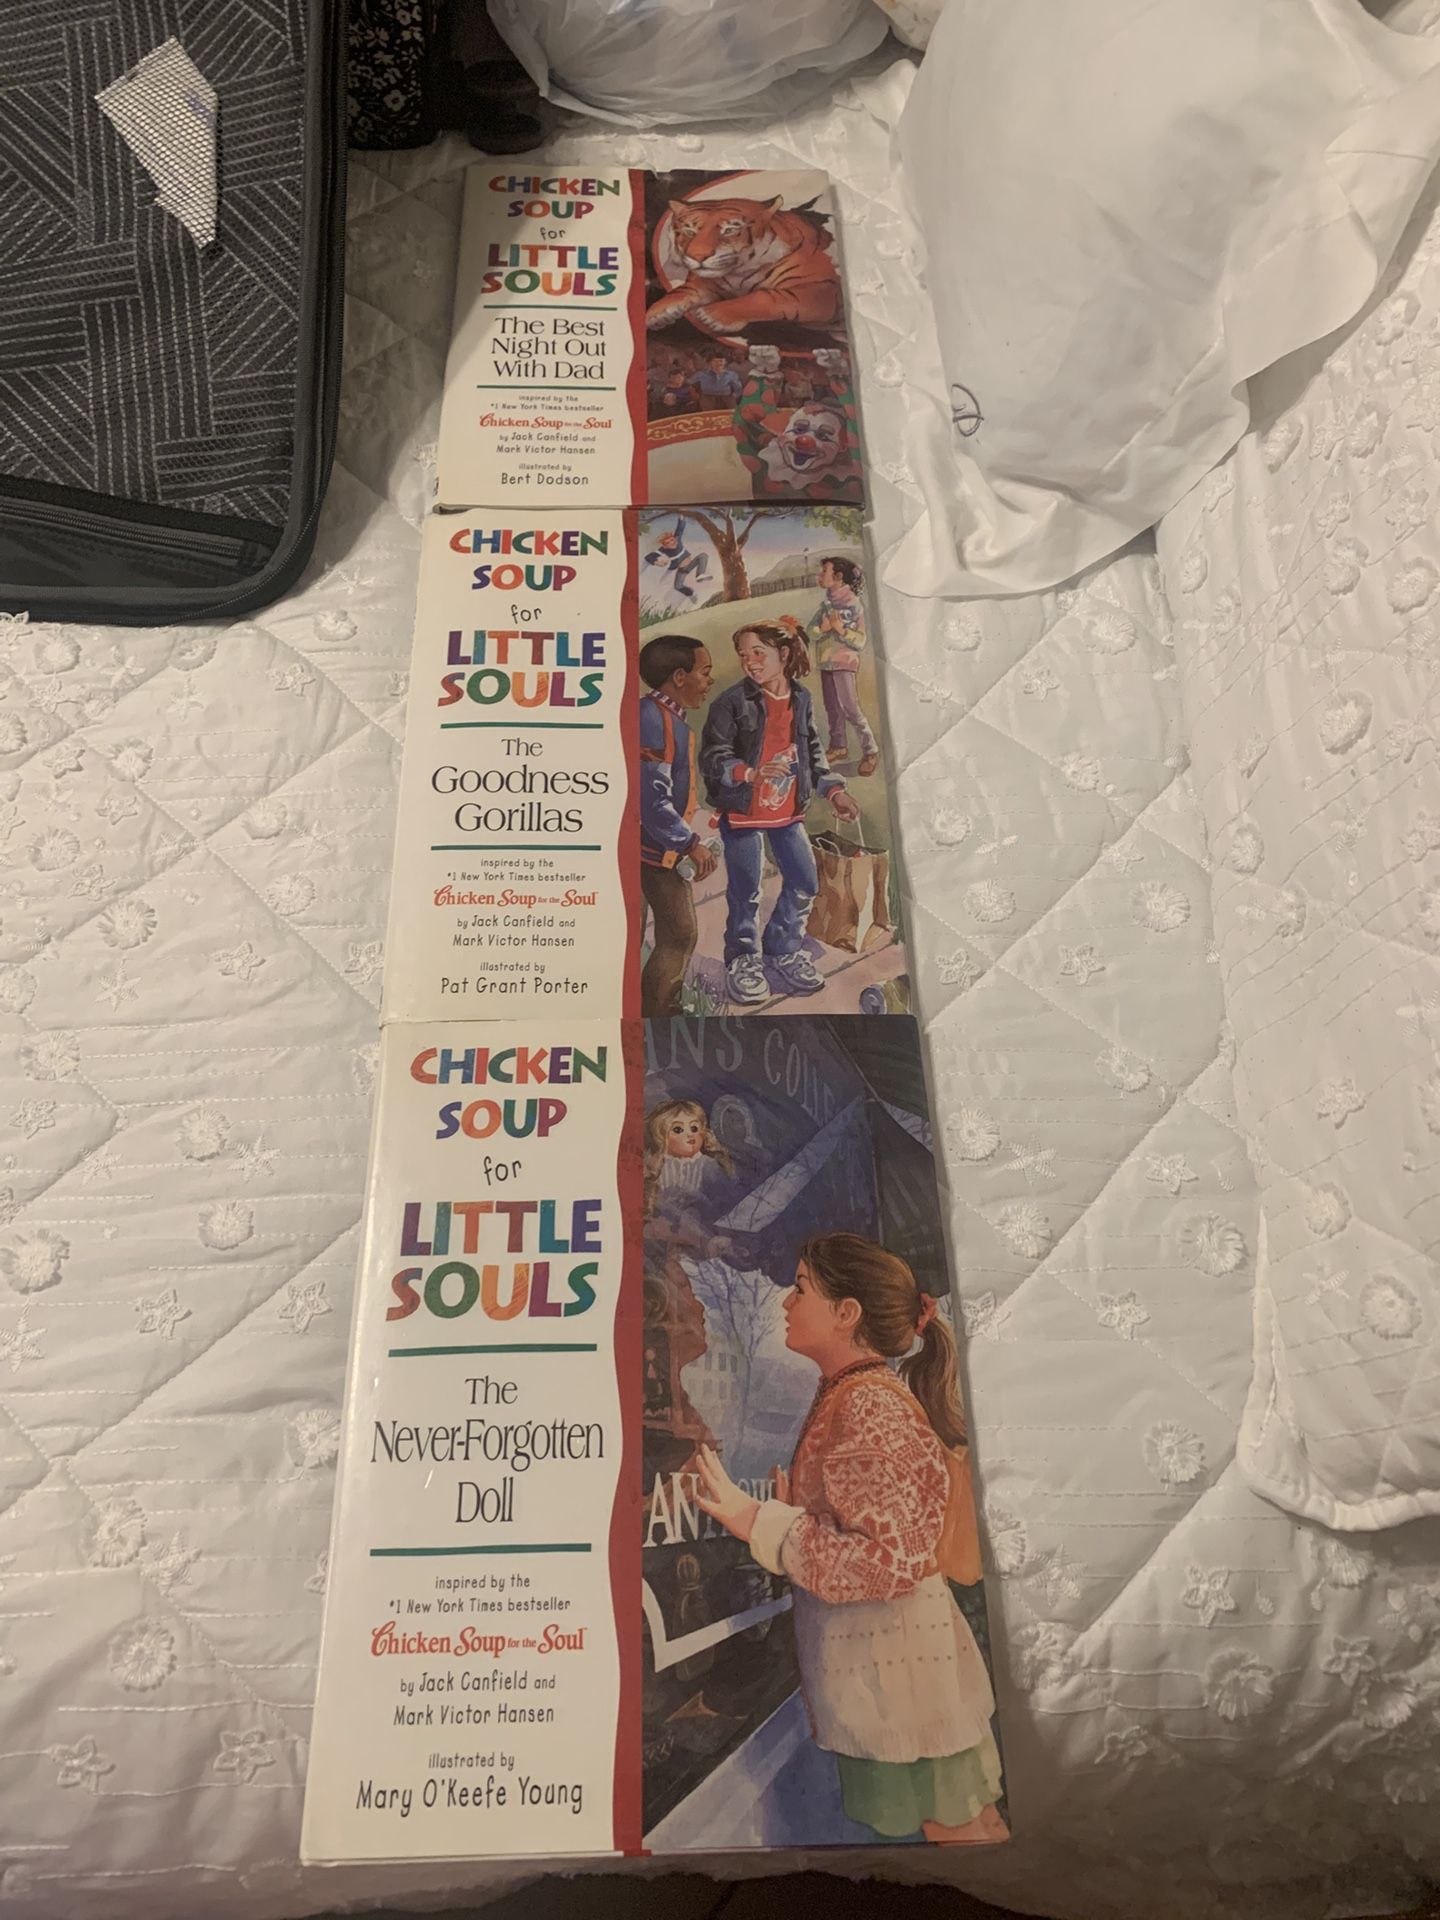 CHICKEN
SOUP
for
LITTLE
SOULS
The Best
Night Out
With Dad
inspired by the
#1 New York Times bestseller
Chicken Soup for the Soul
by Jack Canfield and
Mark Victor Hansen
illustrated by
Bert Dodson
CHICKEN
SOUP
for
LITTLE
SOULS
The
Goodness
Gorillas
inspired by the
#1 New York Times bestseller
Chicken Soup for the Soul™
by Jack Canfield and
Mark Victor Hansen
illustrated by
Pat Grant Porter
CHICKEN
SOUP
for
LITTLE
SOULS
The
Never-Forgotten
Doll
inspired by the
#1 New York Times bestseller
Chicken Soup for the Soul™
by Jack Canfield and
Mark Victor Hansen
illustrated by
Mary O'Keefe Young